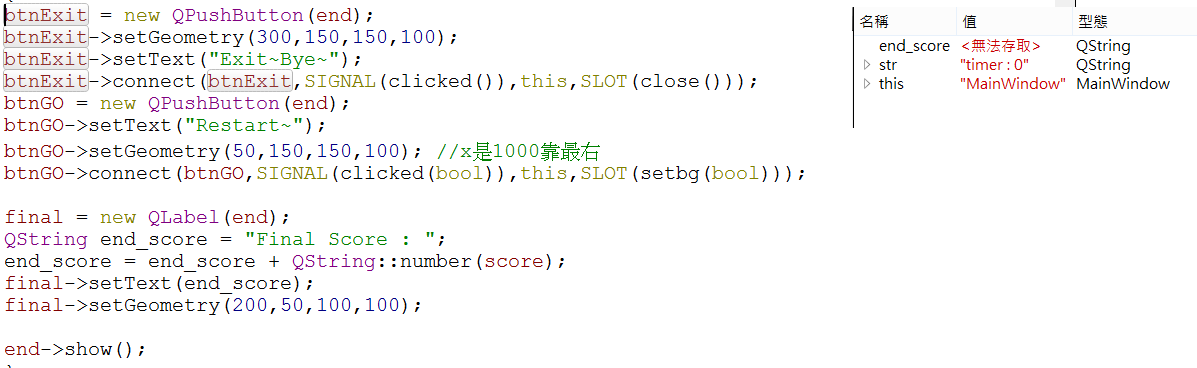 btnExit = new QPushButton(end);
btnExit->setGeometry(300,150,150,100);
btnExit->setText("Exit~Bye~");
btnExit->connect(btnExit,SIGNAL(clicked()),this,SLOT(close()));
btnGO = new QPushButton(end);
btnGO->setText("Restart~");
btnGO->setGeometry(50,150,150,100); //x是1000靠最右
btnGO->connect(btnGO,SIGNAL(clicked(bool)),this,SLOT(setbg(bool)));
final = new QLabel(end);
QString end_score = "Final Score : ";
end_score = end_score + QString::number(score);
final->setText(end_score);
final->setGeometry(200,50,100,100);
end->show();
名稱 值 型態
end_score <無法存取> QString
str "timer : 0" QString
this "MainWindow" MainWindow